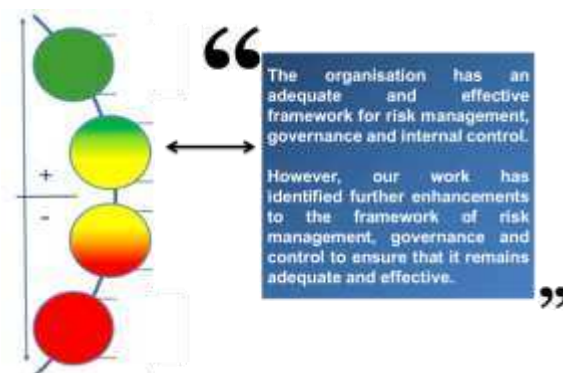 “
The organisation has an
adequate and effective
framework for risk management,
governance and internal control.
However, our work has
identified further enhancements
to the framework of risk
management, governance and
control to ensure that it remains
adequate and effective.
”
+
-